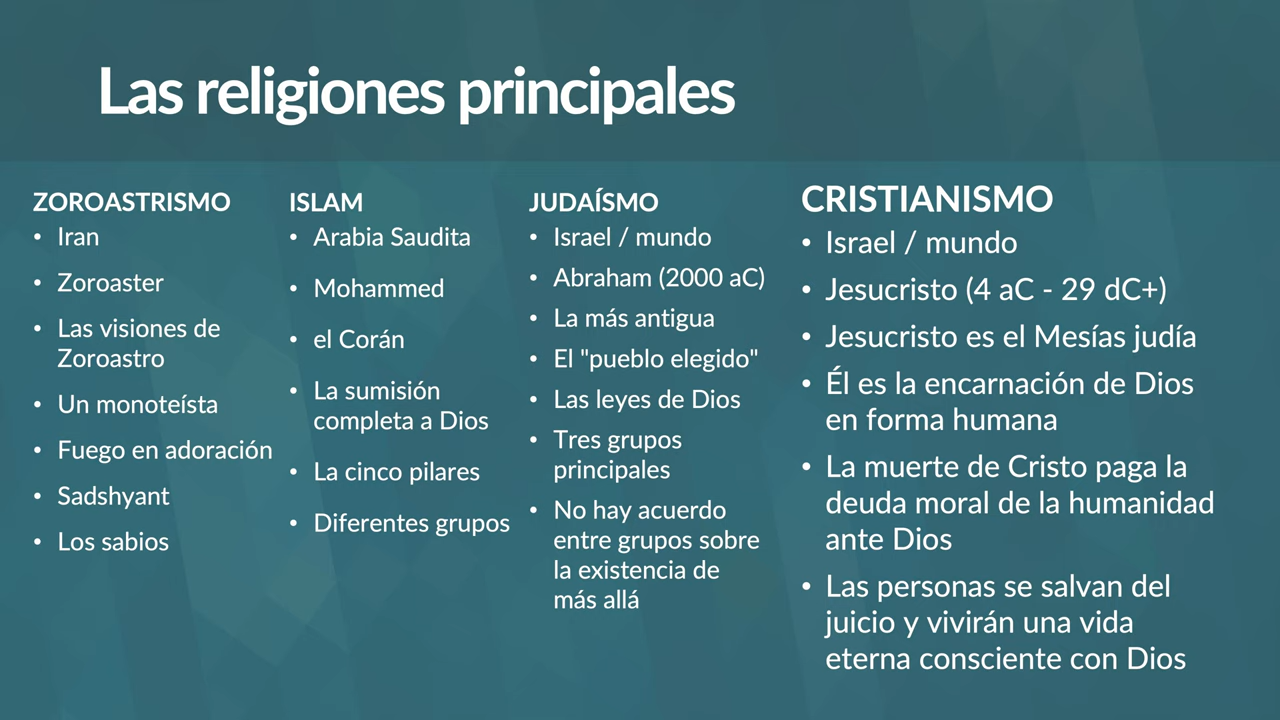 Las religiones principales
ZOROASTRISMO
• Iran
• Zoroaster
• Las visiones de
Zoroastro
• Un monoteísta
• Fuego en adoración
• Sadshyant
• Los sabios
ISLAM
• Arabia Saudita
• Mohammed
• el Corán
• La sumisión
completa a Dios
• La cinco pilares
• Diferentes grupos
JUDAÍSMO
• Israel / mundo
• Abraham (2000 aC)
• La más antigua
• El "pueblo elegido"
• Las leyes de Dios
• Tres grupos
principales
• No hay acuerdo
entre grupos sobre
la existencia de
más allá
CRISTIANISMO
• Israel / mundo
• Jesucristo (4 aC - 29 dC+)
• Jesucristo es el Mesías judía
• Él es la encarnación de Dios
en forma humana
• La muerte de Cristo paga la
deuda moral de la humanidad
ante Dios
• Las personas se salvan del
juicio y vivirán una vida
eterna consciente con Dios